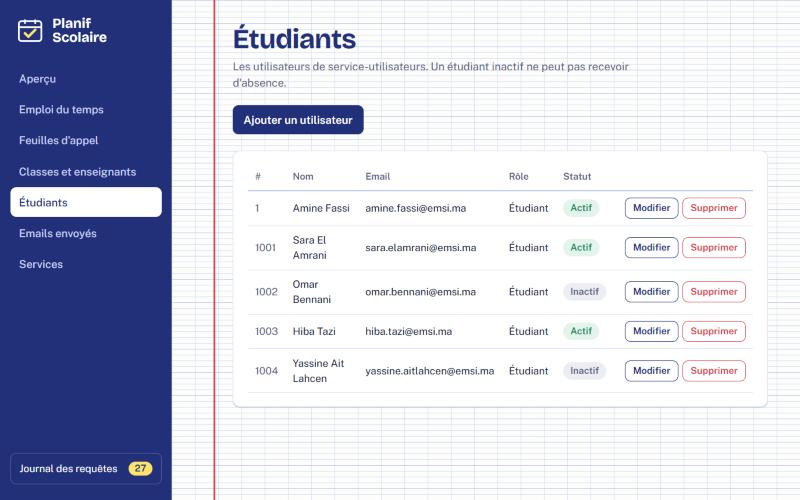 Planif
Scolaire
Aperçu
Emploi du temps
Feuilles d'appel
Classes et enseignants
Étudiants
Emails envoyés
Services
Journal des requêtes 27
Étudiants
Les utilisateurs de service-utilisateurs. Un étudiant inactif ne peut pas recevoir
d'absence.
Ajouter un utilisateur
# Nom Email Rôle Statut
1 Amine Fassi amine.fassi@emsi.ma Étudiant Actif Modifier Supprimer
1001 Sara El Amrani sara.elamrani@emsi.ma Étudiant Actif Modifier Supprimer
1002 Omar Bennani omar.bennani@emsi.ma Étudiant Inactif Modifier Supprimer
1003 Hiba Tazi hiba.tazi@emsi.ma Étudiant Actif Modifier Supprimer
1004 Yassine Ait Lahcen yassine.aitlahcen@emsi.ma Étudiant Inactif Modifier Supprimer